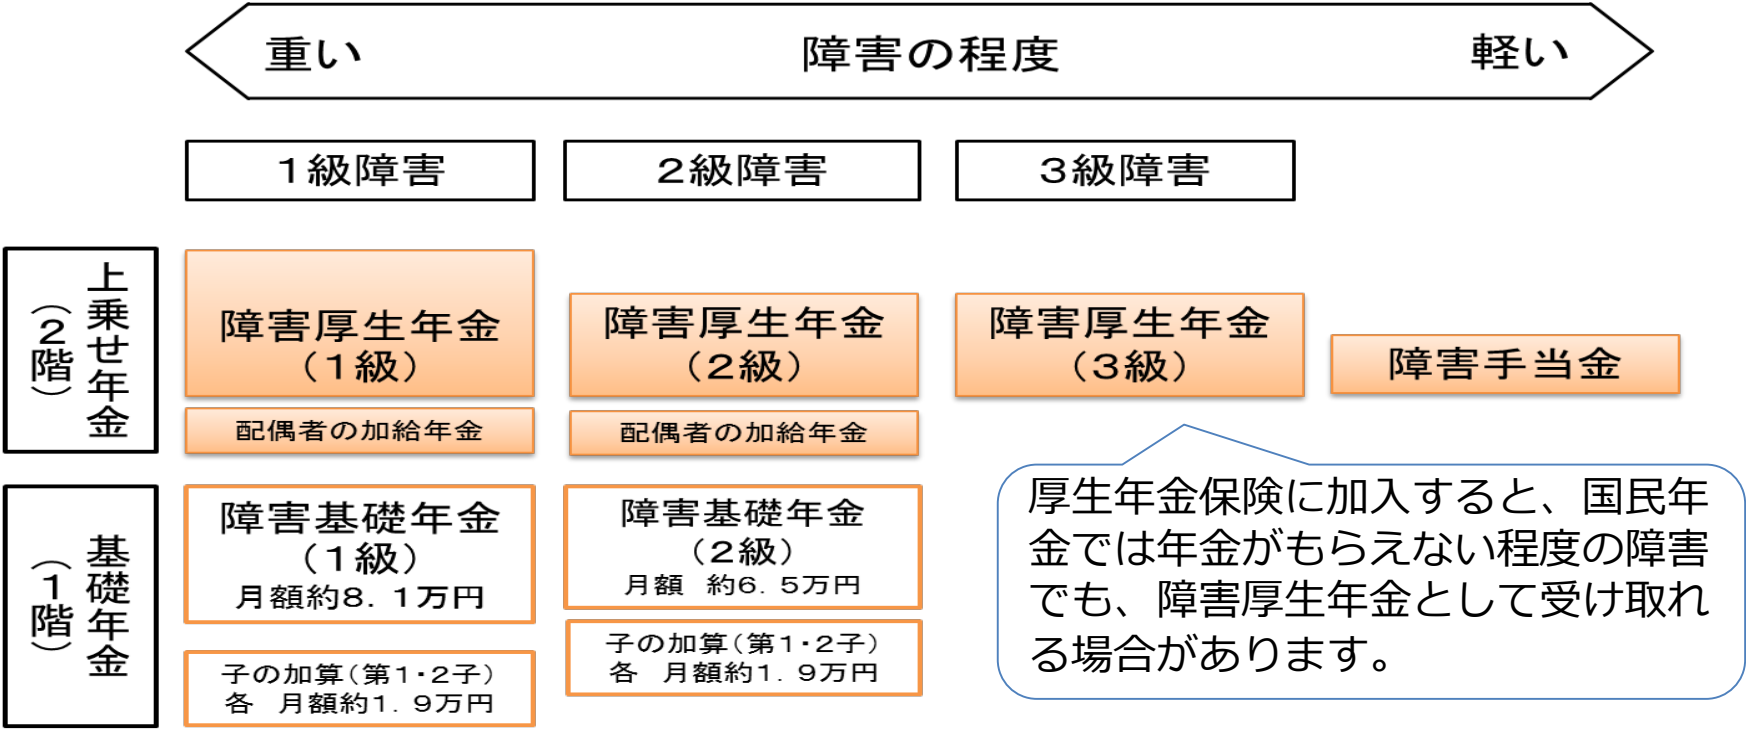 重い　障害の程度　軽い
1級障害
2級障害
3級障害
上乗せ年金
（2階）
障害厚生年金
（1級）
障害厚生年金
（2級）
障害厚生年金
（3級）
障害手当金
配偶者の加給年金
配偶者の加給年金
基礎年金
（1階）
障害基礎年金
（1級）
月額約8．1万円
子の加算（第1・2子）
各　月額約1．9万円
障害基礎年金
（2級）
月額　約6．5万円
子の加算（第1・2子）
各　月額約1．9万円
厚生年金保険に加入すると、国民年
金では年金がもらえない程度の障害
でも、障害厚生年金として受け取れ
る場合があります。